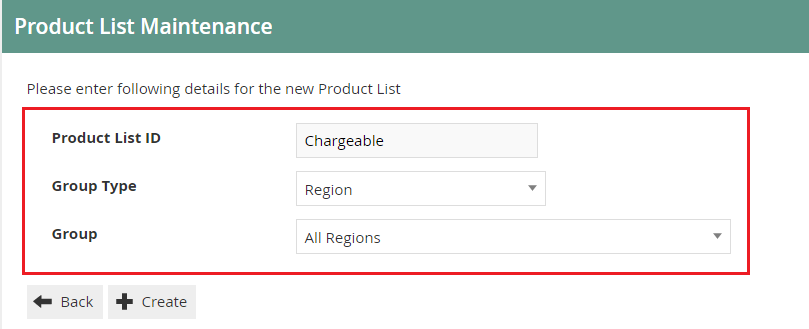 Product List Maintenance
Please enter following details for the new Product List
Product List ID Chargeable
Group Type Region
Group All Regions
Back Create